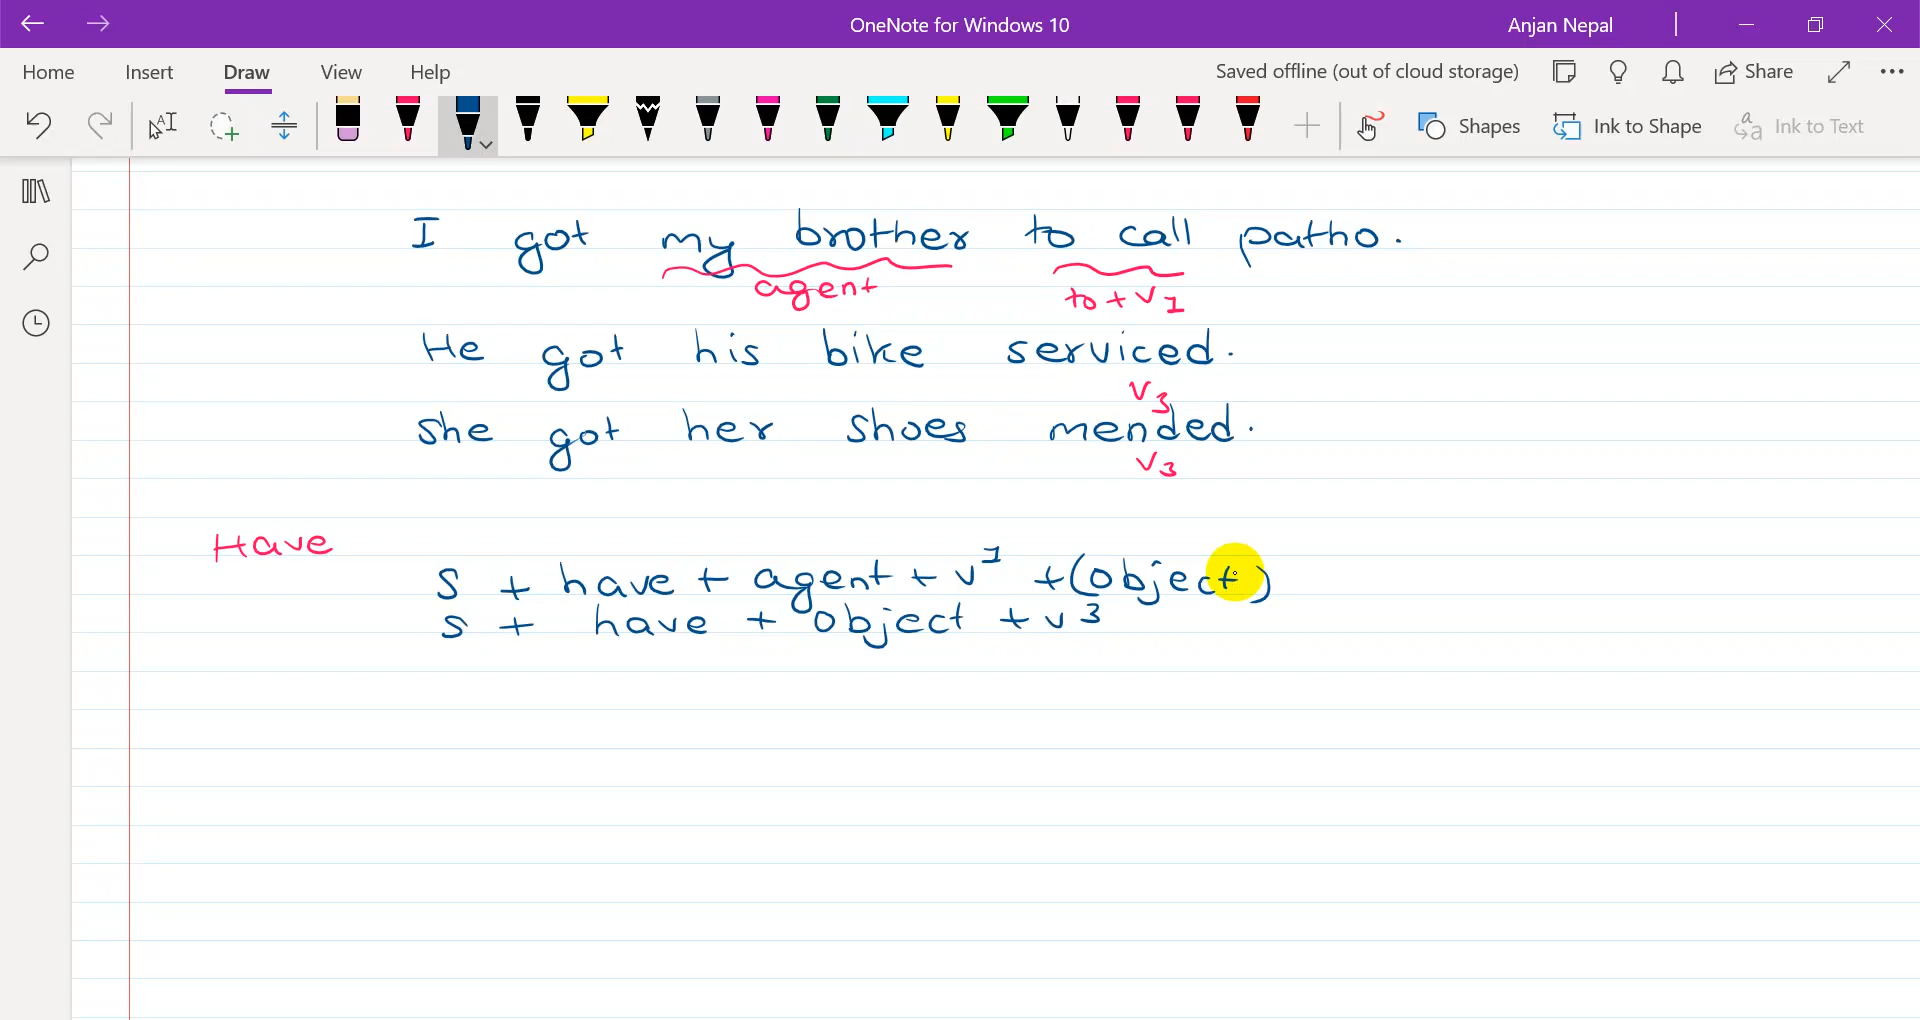 OneNote for Windows 10
Anjan Nepal
Home Insert Draw View Help
Saved offline (out of cloud storage)
Share
Shapes
Ink to Shape
Ink to Text
I got my brother to call patho.
agent to + V1
He got his bike serviced.
V3
She got her shoes mended.
V3
Have
S + have + agent + v1 + (object)
S + have + object + v3